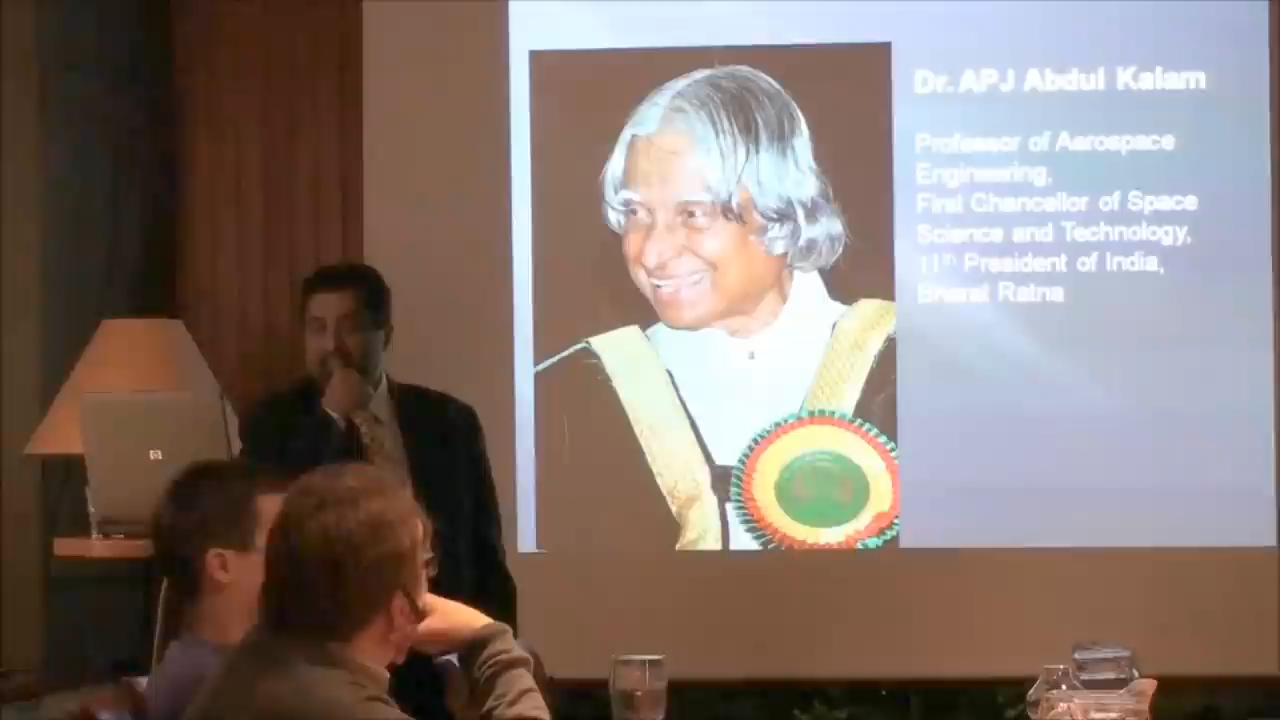 Dr. APJ Abdul Kalam
Professor of Aerospace
Engineering,
First Chancellor of Space
Science and Technology,
11th President of India,
Bharat Ratna
hp